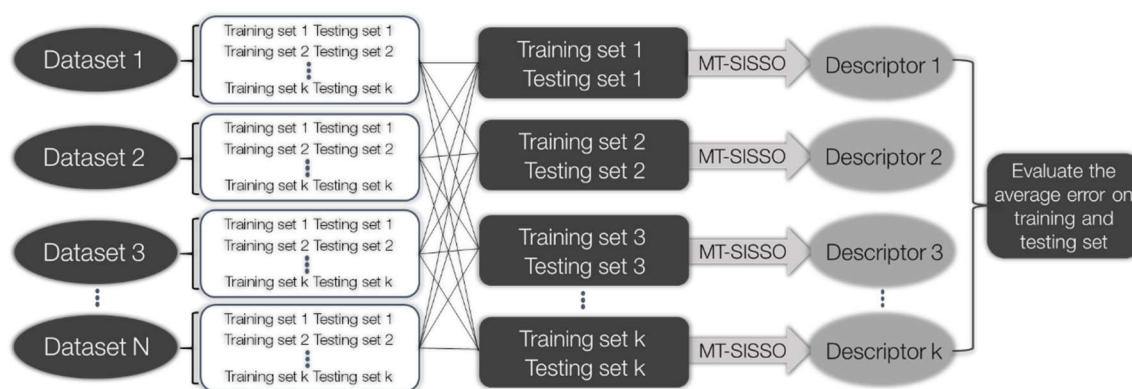 Dataset 1
Training set 1 Testing set 1
Training set 2 Testing set 2
Training set k Testing set k
Training set 1
Testing set 1
MT-SISSO
Descriptor 1
Dataset 2
Training set 1 Testing set 1
Training set 2 Testing set 2
Training set k Testing set k
Training set 2
Testing set 2
MT-SISSO
Descriptor 2
Dataset 3
Training set 1 Testing set 1
Training set 2 Testing set 2
Training set k Testing set k
Training set 3
Testing set 3
MT-SISSO
Descriptor 3
Dataset N
Training set 1 Testing set 1
Training set 2 Testing set 2
Training set k Testing set k
Training set k
Testing set k
MT-SISSO
Descriptor k
Evaluate the
average error on
training and
testing set